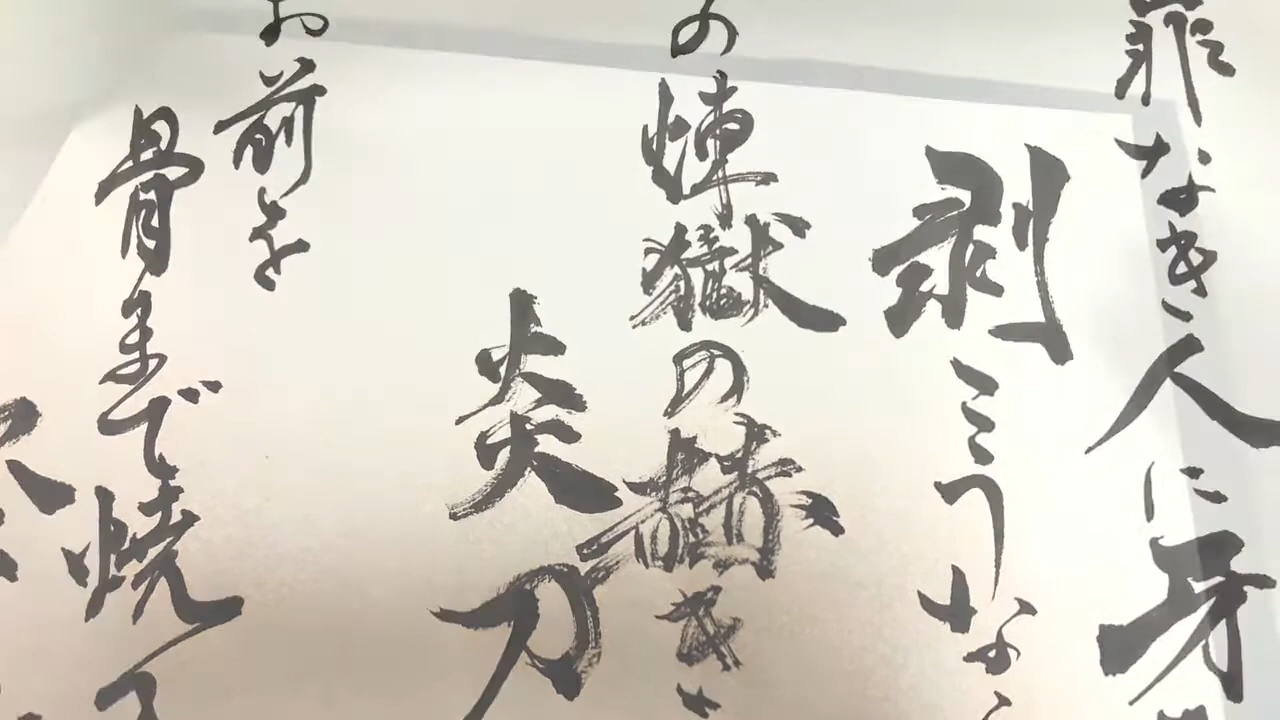 罪なき人に牙
剥こうな
の煉獄の赫き
炎刀
お前を
骨まで焼